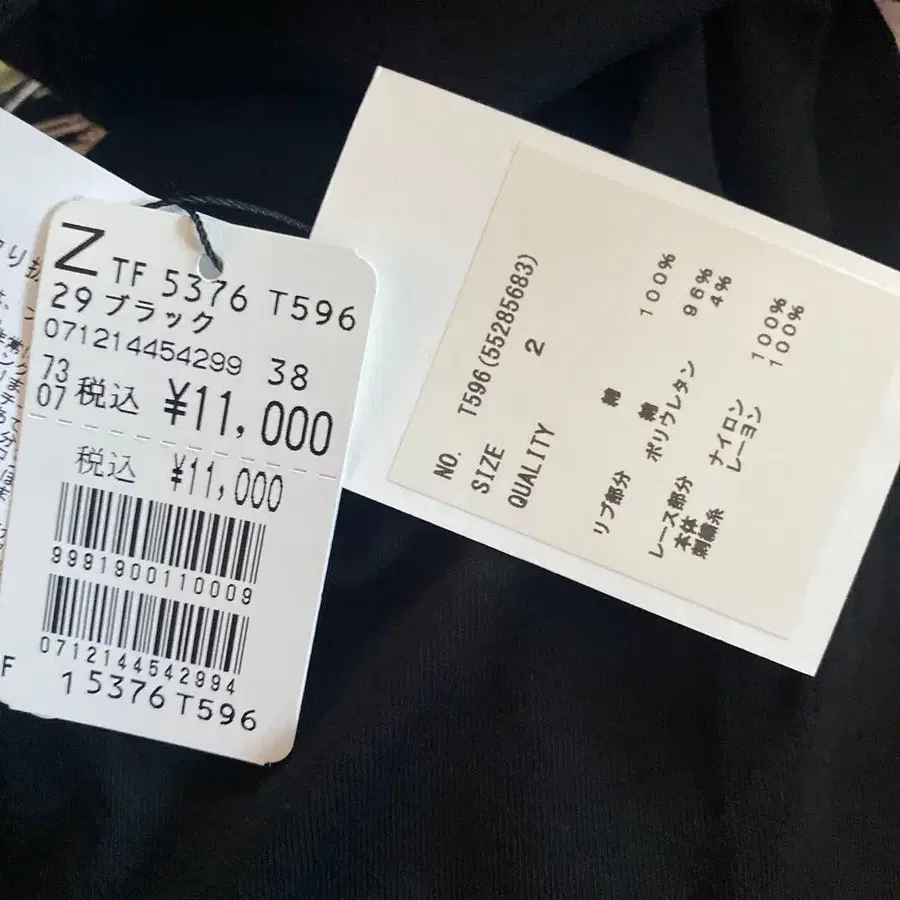 Z TF 5376 T596
29 ブラック
071214454299 38
73
07 税込 ¥11,000
税込 ¥11,000
9991900110009
0712144542994
1 5376 T596
F
NO. T596(55285683)
SIZE 2
QUALITY
綿 100%
リブ部分 綿 96%
ポリウレタン 4%
レース部分
本体 ナイロン 100%
刺繍糸 レーヨン 100%